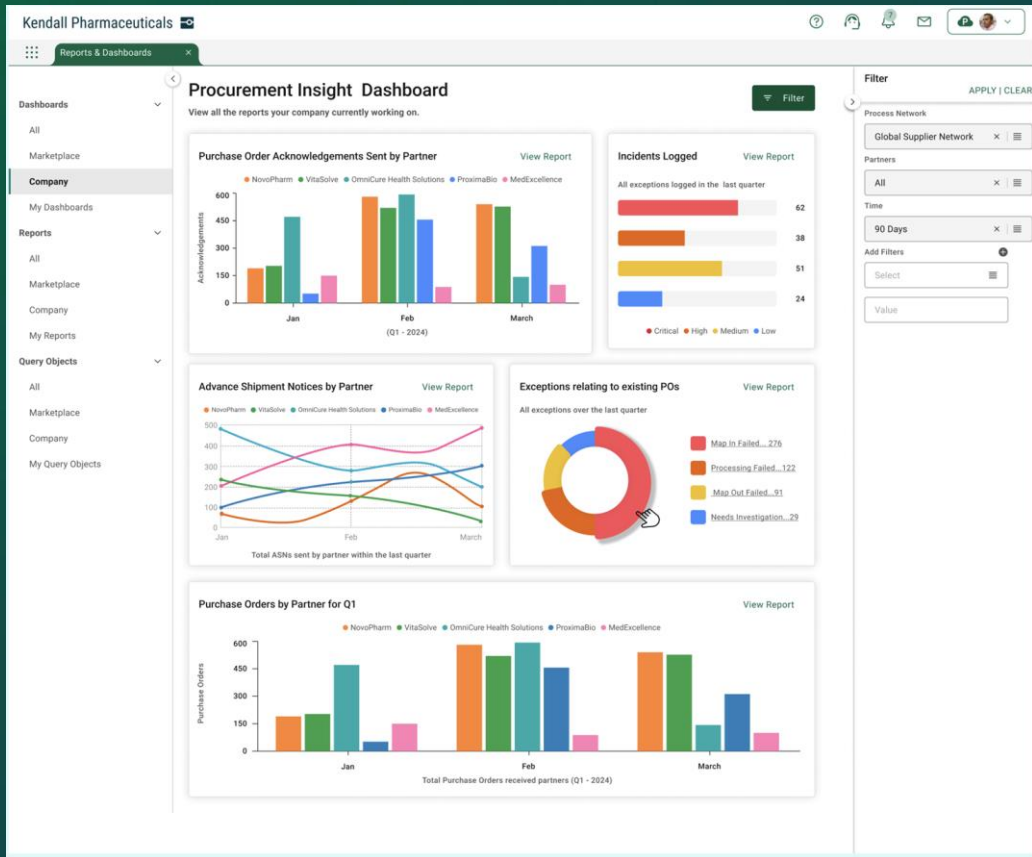 Kendall Pharmaceuticals
Reports & Dashboards ×
Dashboards
All
Marketplace
Company
My Dashboards
Reports
All
Marketplace
Company
My Reports
Query Objects
All
Marketplace
Company
My Query Objects
Procurement Insight Dashboard
View all the reports your company currently working on.
Filter
Purchase Order Acknowledgements Sent by Partner
View Report
NovoPharm VitaSolve OmniCure Health Solutions ProximaBio MedExcellence
Acknowledgements
600
450
300
150
0
Jan Feb March
(Q1 - 2024)
Incidents Logged
View Report
All exceptions logged in the last quarter
62
38
51
24
Critical High Medium Low
Advance Shipment Notices by Partner
View Report
NovoPharm VitaSolve OmniCure Health Solutions ProximaBio MedExcellence
500
400
300
200
100
0
Jan Feb March
Total ASNs sent by partner within the last quarter
Exceptions relating to existing POs
View Report
All exceptions over the last quarter
Map In Failed... 276
Processing Failed...122
Map Out Failed...91
Needs Investigation...29
Purchase Orders by Partner for Q1
View Report
NovoPharm VitaSolve OmniCure Health Solutions ProximaBio MedExcellence
Purchase Orders
600
450
300
150
0
Jan Feb March
Total Purchase Orders received partners (Q1 - 2024)
Filter
APPLY | CLEAR
Process Network
Global Supplier Network ×
Partners
All ×
Time
90 Days ×
Add Filters
Select
Value